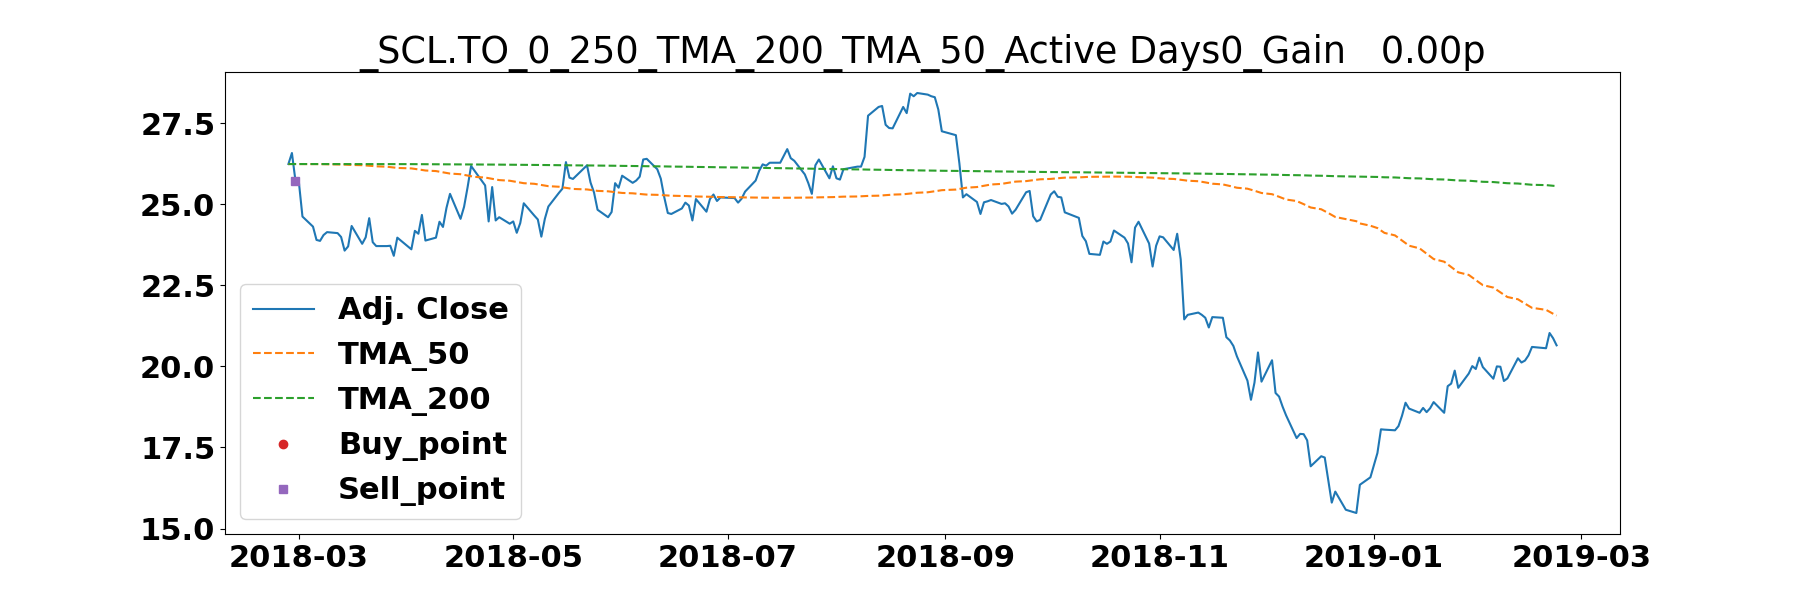 _SCL.TO_0_250_TMA_200_TMA_50_Active Days0_Gain   0.00p
27.5
25.0
22.5
20.0
17.5
15.0
Adj. Close
TMA_50
TMA_200
Buy_point
Sell_point
2018-03 2018-05 2018-07 2018-09 2018-11 2019-01 2019-03